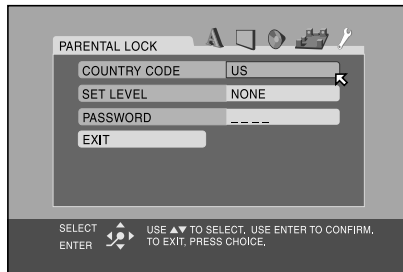 PARENTAL LOCK
COUNTRY CODE US
SET LEVEL NONE
PASSWORD _ _ _ _
EXIT
SELECT USE ▲▼ TO SELECT, USE ENTER TO CONFIRM,
ENTER TO EXIT, PRESS CHOICE,